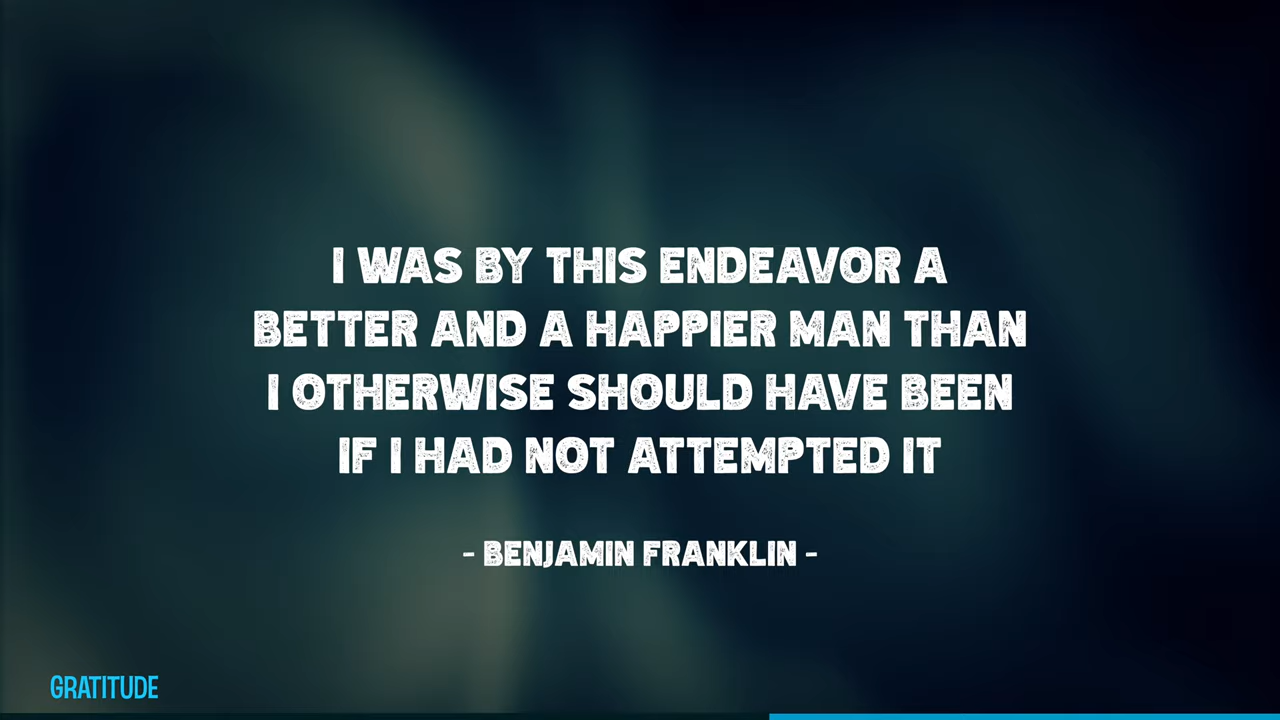 I WAS BY THIS ENDEAVOR A
BETTER AND A HAPPIER MAN THAN
I OTHERWISE SHOULD HAVE BEEN
IF I HAD NOT ATTEMPTED IT
- BENJAMIN FRANKLIN -
GRATITUDE